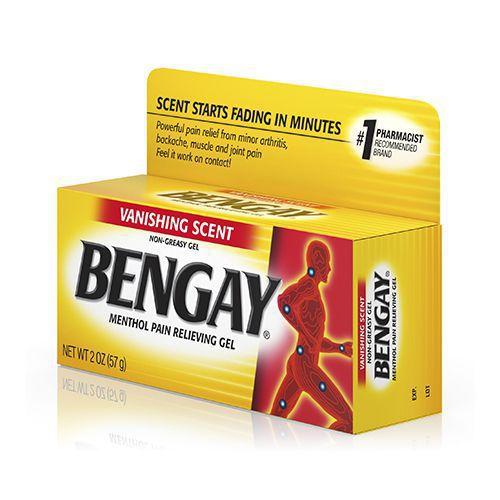 SCENT STARTS FADING IN MINUTES
Powerful pain relief from minor arthritis,
backache, muscle and joint pain
Feel it work on contact!
#1 PHARMACIST
RECOMMENDED
BRAND
VANISHING SCENT
NON-GREASY GEL
BENGAY®
MENTHOL PAIN RELIEVING GEL
NET WT 2 OZ (57 g)
VANISHING SCENT
NON-GREASY GEL
BENGAY
MENTHOL PAIN RELIEVING GEL
EXP.
LOT